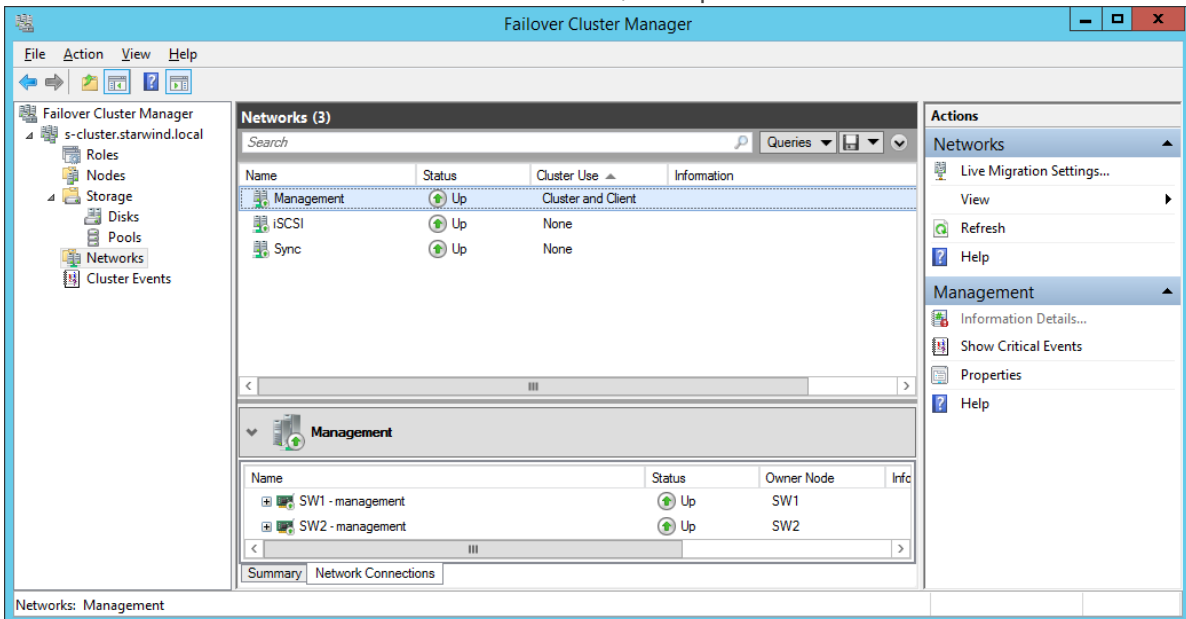 Failover Cluster Manager
File Action View Help
Failover Cluster Manager
s-cluster.starwind.local
Roles
Nodes
Storage
Disks
Pools
Networks
Cluster Events
Networks (3)
Search
Queries
Name Status Cluster Use Information
Management Up Cluster and Client
iSCSI Up None
Sync Up None
Management
Name Status Owner Node Info
SW1 - management Up SW1
SW2 - management Up SW2
Summary Network Connections
Actions
Networks
Live Migration Settings...
View
Refresh
Help
Management
Information Details...
Show Critical Events
Properties
Help
Networks: Management